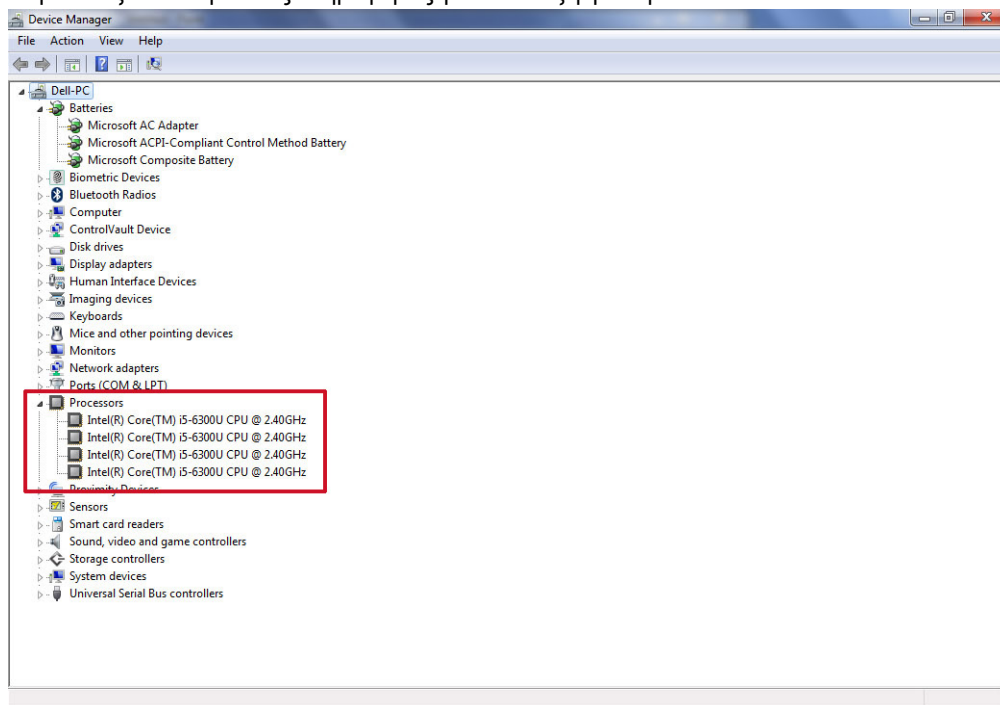 Device Manager
File Action View Help
Dell-PC
Batteries
Microsoft AC Adapter
Microsoft ACPI-Compliant Control Method Battery
Microsoft Composite Battery
Biometric Devices
Bluetooth Radios
Computer
ControlVault Device
Disk drives
Display adapters
Human Interface Devices
Imaging devices
Keyboards
Mice and other pointing devices
Monitors
Network adapters
Ports (COM & LPT)
Processors
Intel(R) Core(TM) i5-6300U CPU @ 2.40GHz
Intel(R) Core(TM) i5-6300U CPU @ 2.40GHz
Intel(R) Core(TM) i5-6300U CPU @ 2.40GHz
Intel(R) Core(TM) i5-6300U CPU @ 2.40GHz
Proximity Devices
Sensors
Smart card readers
Sound, video and game controllers
Storage controllers
System devices
Universal Serial Bus controllers